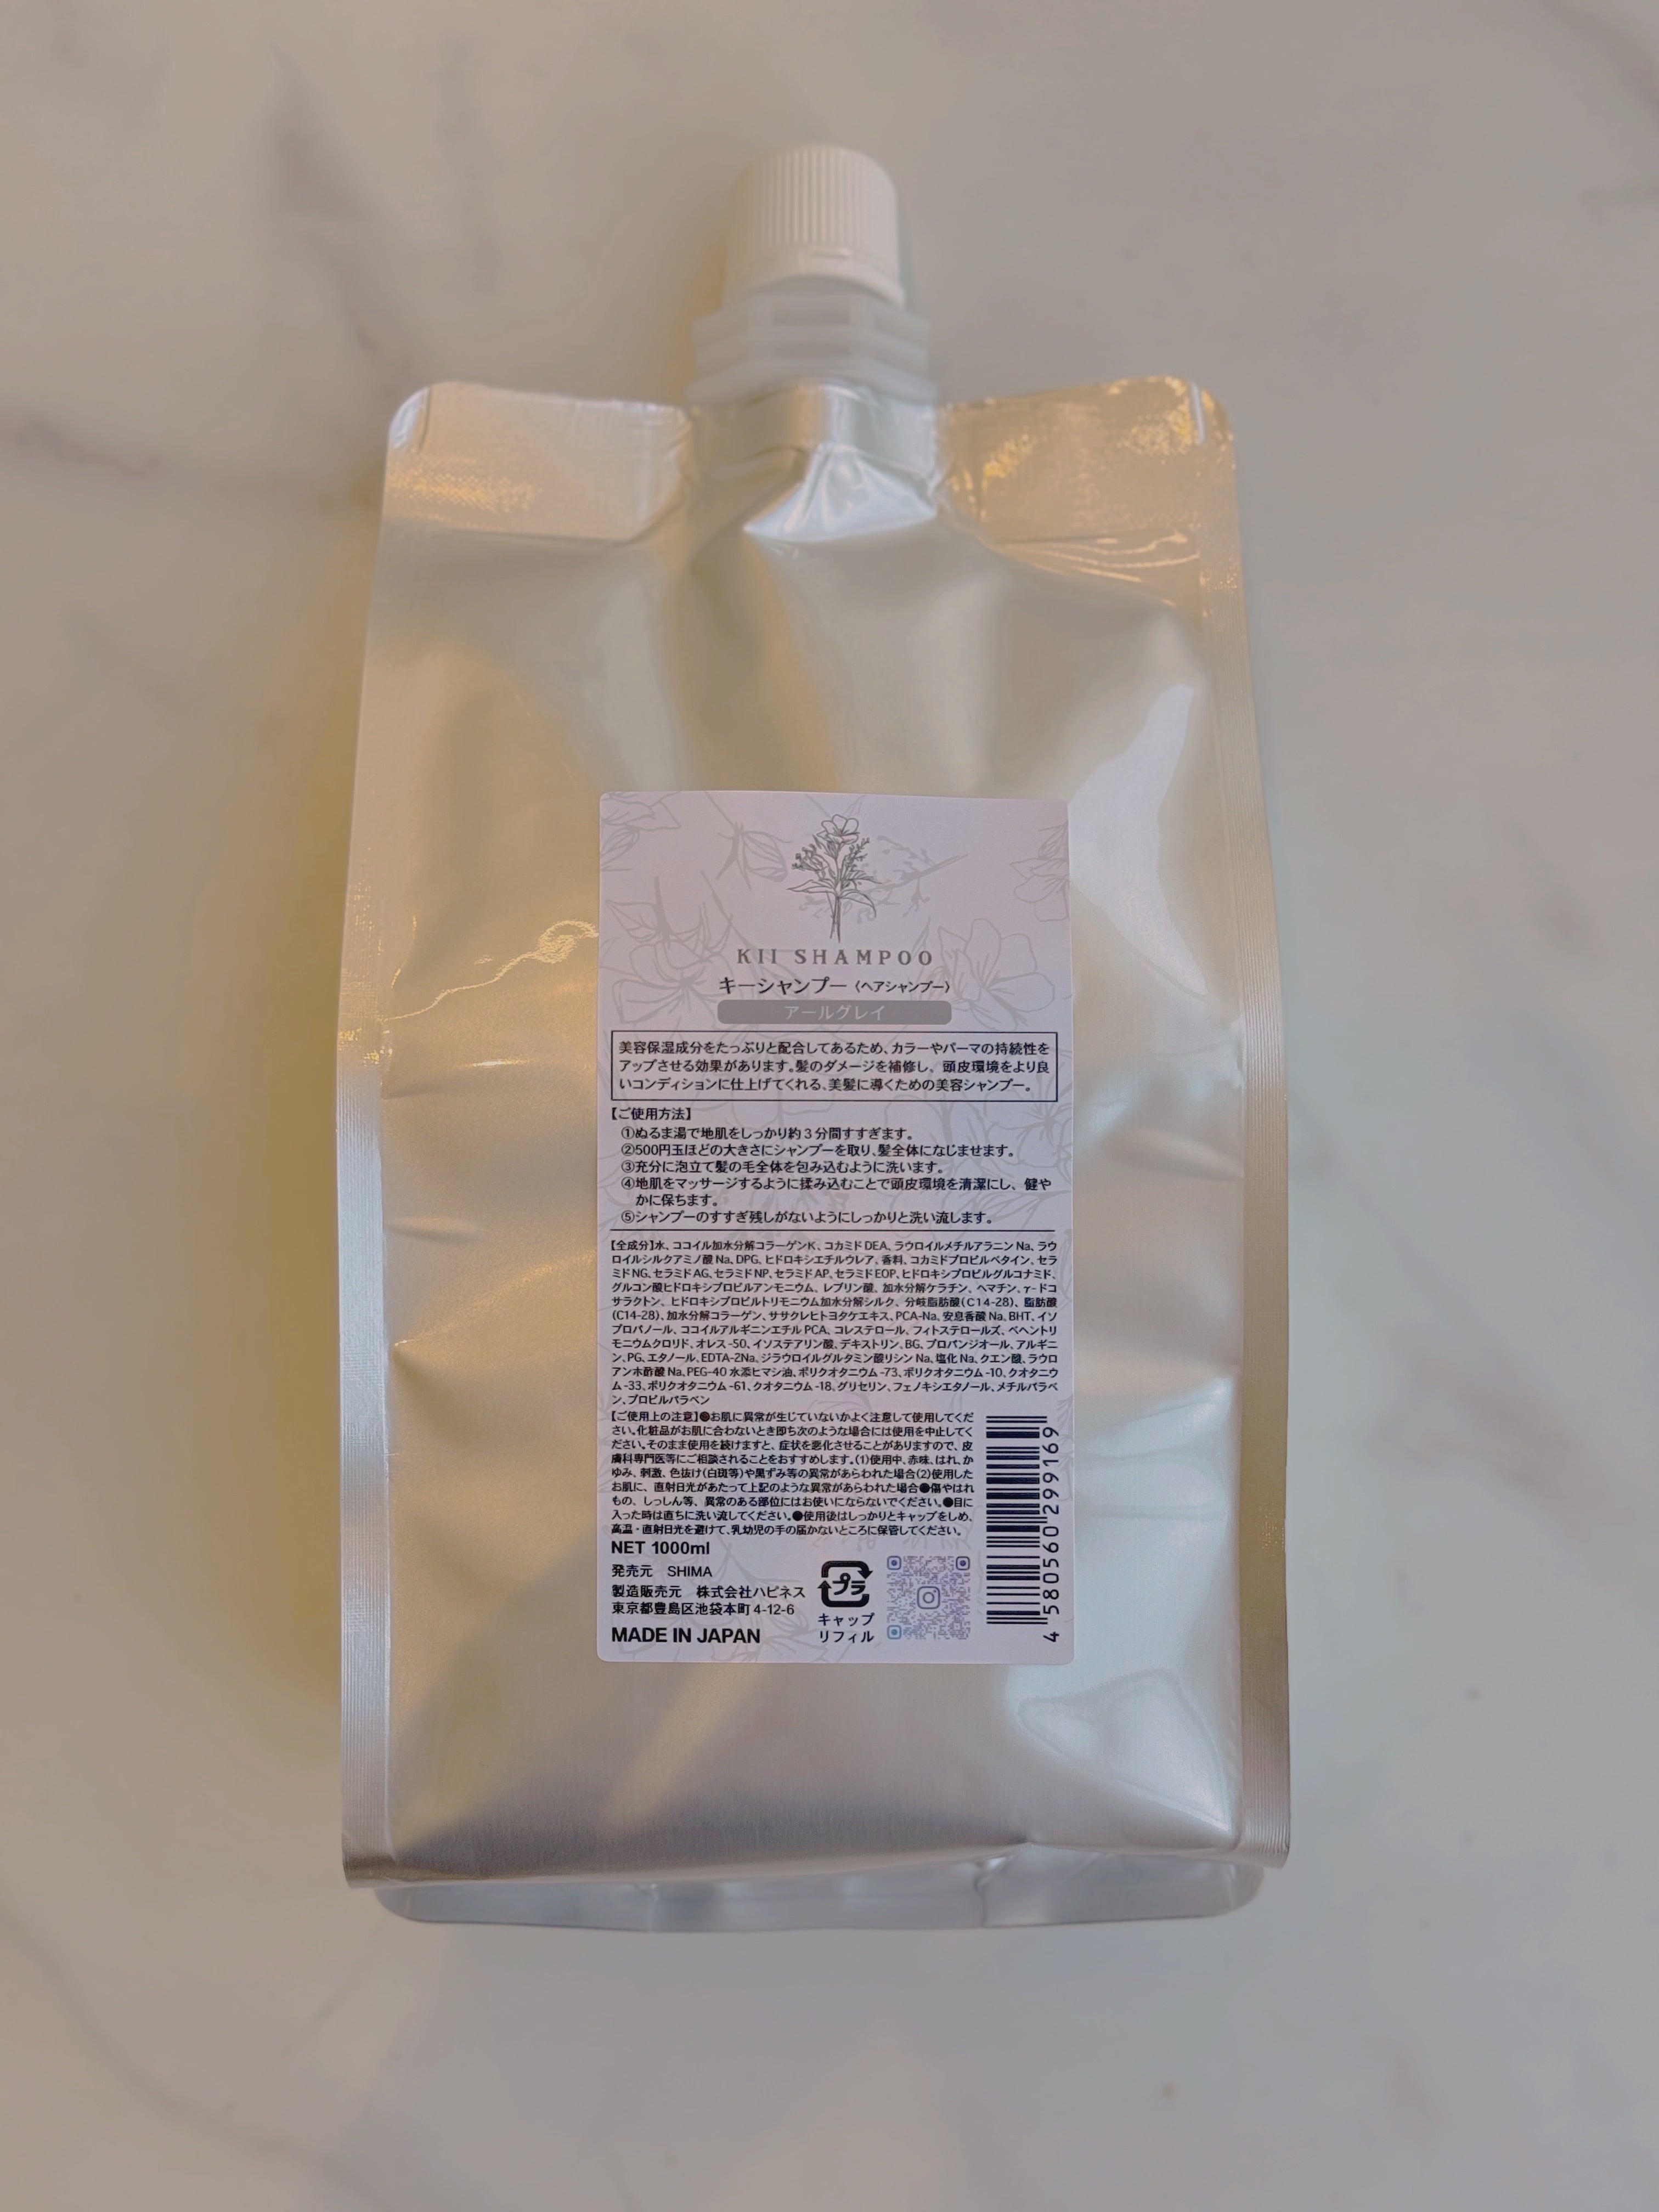 KII SHAMPOO
キーシャンプー〈ヘアシャンプー〉
アールグレイ
美容保湿成分をたっぷりと配合してあるため、カラーやパーマの持続性を
アップさせる効果があります。髪のダメージを補修し、頭皮環境をより良
いコンディションに仕上げてくれる、美髪に導くための美容シャンプー。
【ご使用方法】
①ぬるま湯で地肌をしっかり約3分間すすぎます。
②500円玉ほどの大きさにシャンプーを取り、髪全体になじませます。
③充分に泡立て髪の毛全体を包み込むように洗います。
④地肌をマッサージするように揉み込むことで頭皮環境を清潔にし、健や
かに保ちます。
⑤シャンプーのすすぎ残しがないようにしっかりと洗い流します。
【全成分】水、ココイル加水分解コラーゲンK、コカミドDEA、ラウロイルメチルアラニンNa、ラウ
ロイルシルクアミノ酸Na、DPG、ヒドロキシエチルウレア、香料、コカミドプロピルベタイン、セラ
ミドNG、セラミドAG、セラミドNP、セラミドAP、セラミドEOP、ヒドロキシプロピルグルコナミド、
グルコン酸ヒドロキシプロピルアンモニウム、レブリン酸、加水分解ケラチン、ヘマチン、γ-ドコ
サラクトン、ヒドロキシプロピルトリモニウム加水分解シルク、分岐脂肪酸(C14-28)、脂肪酸
(C14-28)、加水分解コラーゲン、ササクレヒトヨタケエキス、PCA-Na、安息香酸Na、BHT、イソ
プロパノール、ココイルアルギニンエチルPCA、コレステロール、フィトステロールズ、ベヘントリ
モニウムクロリド、オレス-50、イソステアリン酸、デキストリン、BG、プロパンジオール、アルギニ
ン、PG、エタノール、EDTA-2Na、ジラウロイルグルタミン酸リシンNa、塩化Na、クエン酸、ラウロ
アンホ酢酸Na、PEG-40水添ヒマシ油、ポリクオタニウム-73、ポリクオタニウム-10、クオタニウ
ム-33、ポリクオタニウム-61、クオタニウム-18、グリセリン、フェノキシエタノール、メチルパラベ
ン、プロピルパラベン
【ご使用上の注意】●お肌に異常が生じていないかよく注意して使用してくだ
さい。化粧品がお肌に合わないとき即ち次のような場合には使用を中止してく
ださい。そのまま使用を続けますと、症状を悪化させることがありますので、皮
膚科専門医等にご相談されることをおすすめします。(1)使用中、赤味、はれ、か
ゆみ、刺激、色抜け(白斑等)や黒ずみ等の異常があらわれた場合(2)使用した
お肌に、直射日光があたって上記のような異常があらわれた場合●傷やはれ
もの、しっしん等、異常のある部位にはお使いにならないでください。●目に
入った時は直ちに洗い流してください。●使用後はしっかりとキャップをしめ、
高温・直射日光を避けて、乳幼児の手の届かないところに保管してください。
NET 1000ml
発売元 SHIMA
製造販売元 株式会社ハピネス
東京都豊島区池袋本町4-12-6
MADE IN JAPAN
プラ
キャップ
リフィル
4 580560 299169